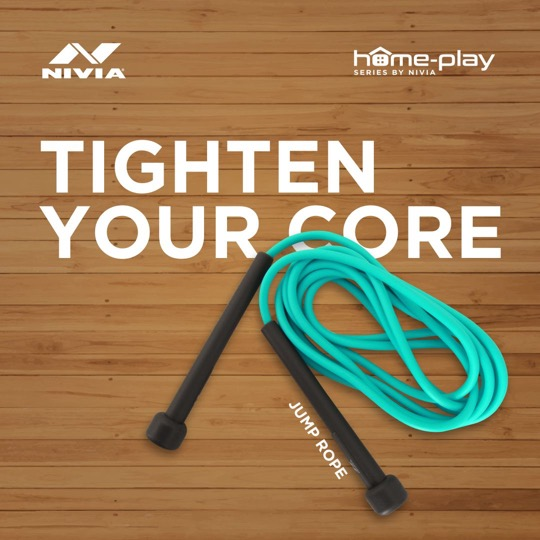 NIVIA
home-play
SERIES BY NIVIA
TIGHTEN
YOUR CORE
JUMP ROPE